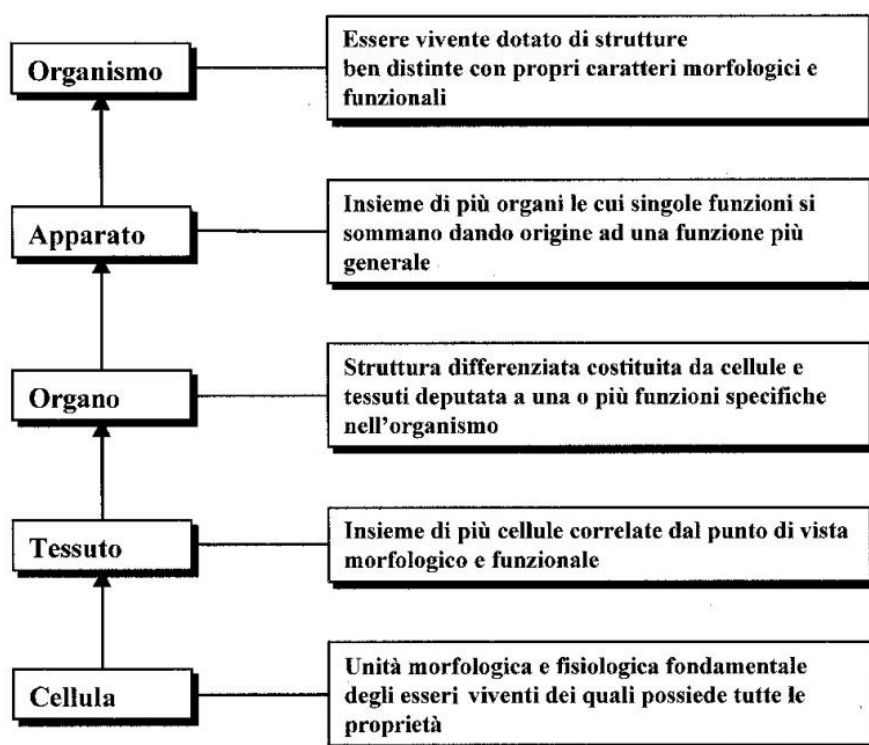 Organismo
Essere vivente dotato di strutture
ben distinte con propri caratteri morfologici e
funzionali
Apparato
Insieme di più organi le cui singole funzioni si
sommano dando origine ad una funzione più
generale
Organo
Struttura differenziata costituita da cellule e
tessuti deputata a una o più funzioni specifiche
nell'organismo
Tessuto
Insieme di più cellule correlate dal punto di vista
morfologico e funzionale
Cellula
Unità morfologica e fisiologica fondamentale
degli esseri viventi dei quali possiede tutte le
proprietà